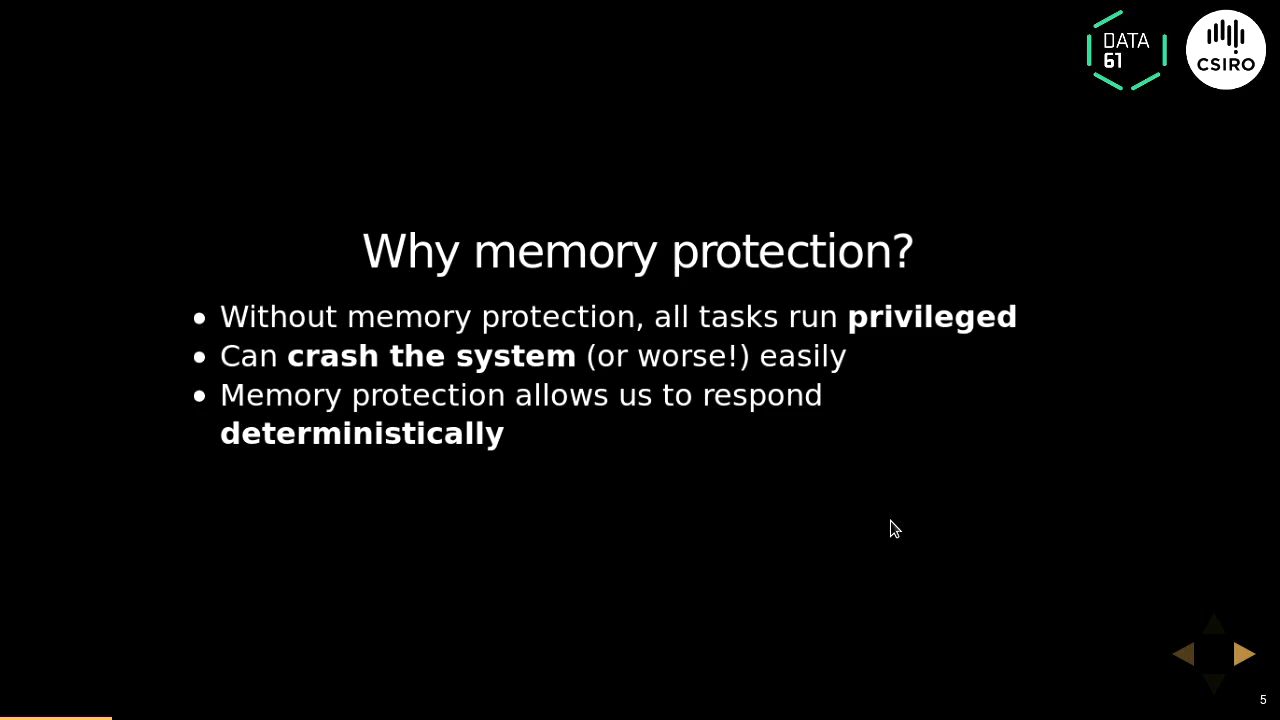 DATA
61
CSIRO
Why memory protection?
Without memory protection, all tasks run privileged
Can crash the system (or worse!) easily
Memory protection allows us to respond
deterministically
5